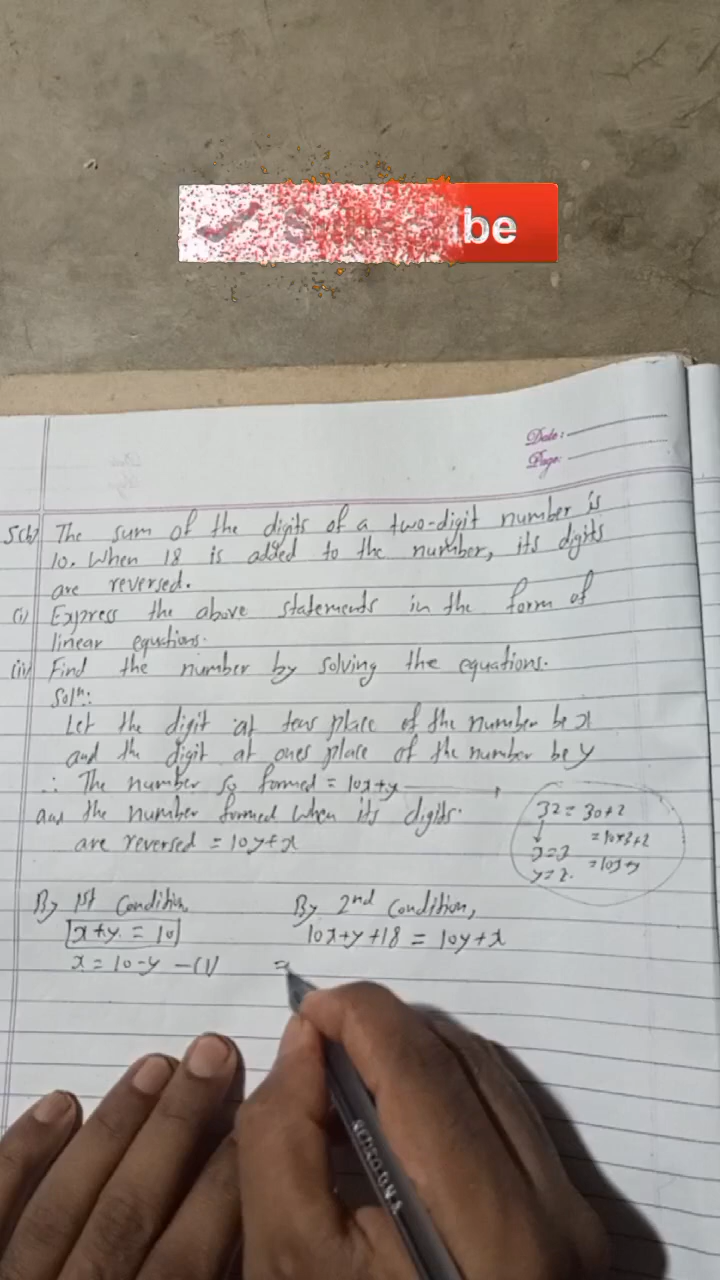 be
Date:
Page:
5(b) The sum of the digits of a two-digit number is
10. When 18 is added to the number, its digits
are reversed.
(i) Express the above statements in the form of
linear equations.
(ii) Find the number by solving the equations.
Solⁿ:
Let the digit at tens place of the number be x
and the digit at ones place of the number be y
∴ The number so formed = 10x+y
and the number formed when its digits
are reversed = 10y+x
32 = 30+2
= 10×3+2
x=3
= 10x+y
y=2.
By 1st Condition,
x+y = 10
x = 10-y -(1)
By 2nd Condition,
10x+y+18 = 10y+x
=